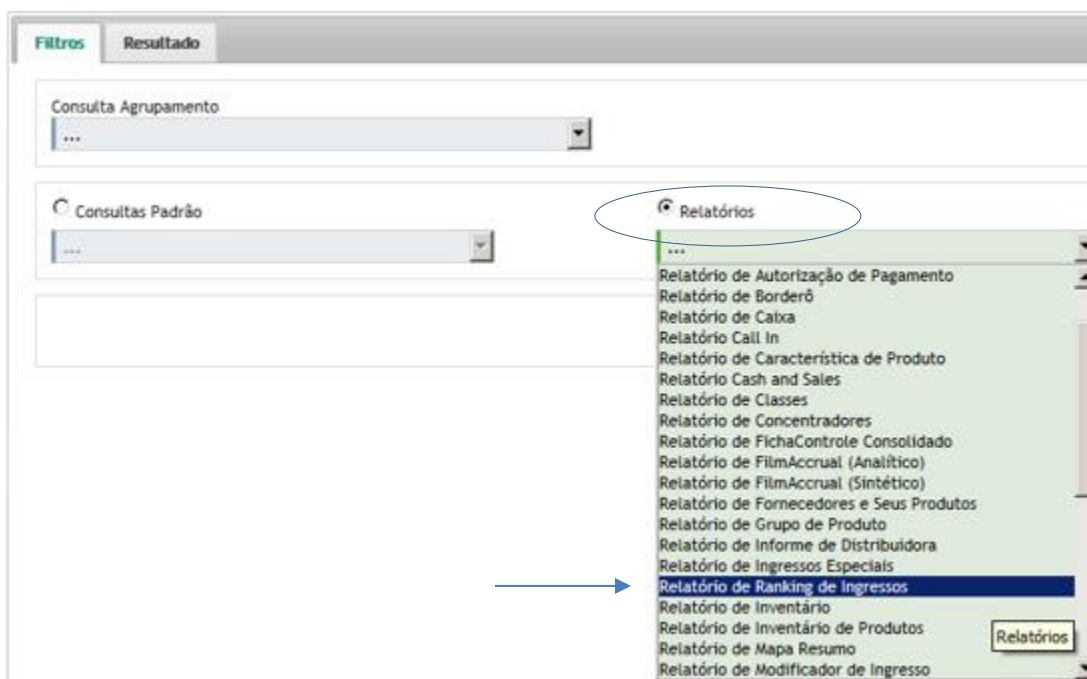 Filtros Resultado
Consulta Agrupamento
...
Consultas Padrão Relatórios
... ...
Relatório de Autorização de Pagamento
Relatório de Borderô
Relatório de Caixa
Relatório Call In
Relatório de Característica de Produto
Relatório Cash and Sales
Relatório de Classes
Relatório de Concentradores
Relatório de FichaControle Consolidado
Relatório de FilmAccrual (Analítico)
Relatório de FilmAccrual (Sintético)
Relatório de Fornecedores e Seus Produtos
Relatório de Grupo de Produto
Relatório de Informe de Distribuidora
Relatório de Ingressos Especiais
Relatório de Ranking de Ingressos
Relatório de Inventário
Relatório de Inventário de Produtos
Relatórios
Relatório de Mapa Resumo
Relatório de Modificador de Ingresso